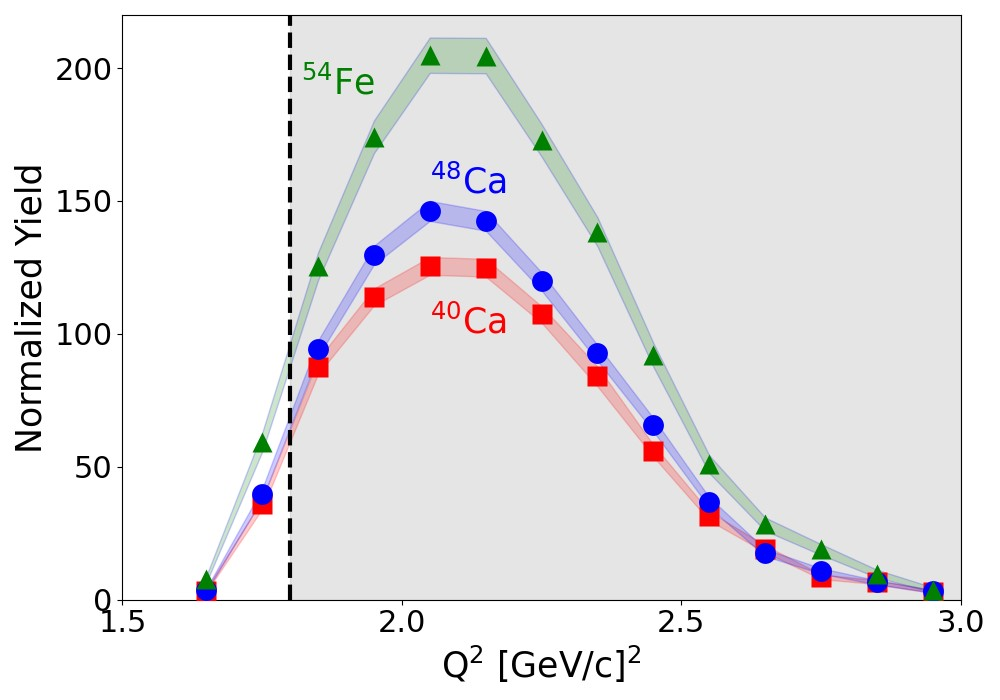 200
150
100
50
0
Normalized Yield
⁵⁴Fe
⁴⁸Ca
⁴⁰Ca
1.5 2.0 2.5 3.0
Q² [GeV/c]²